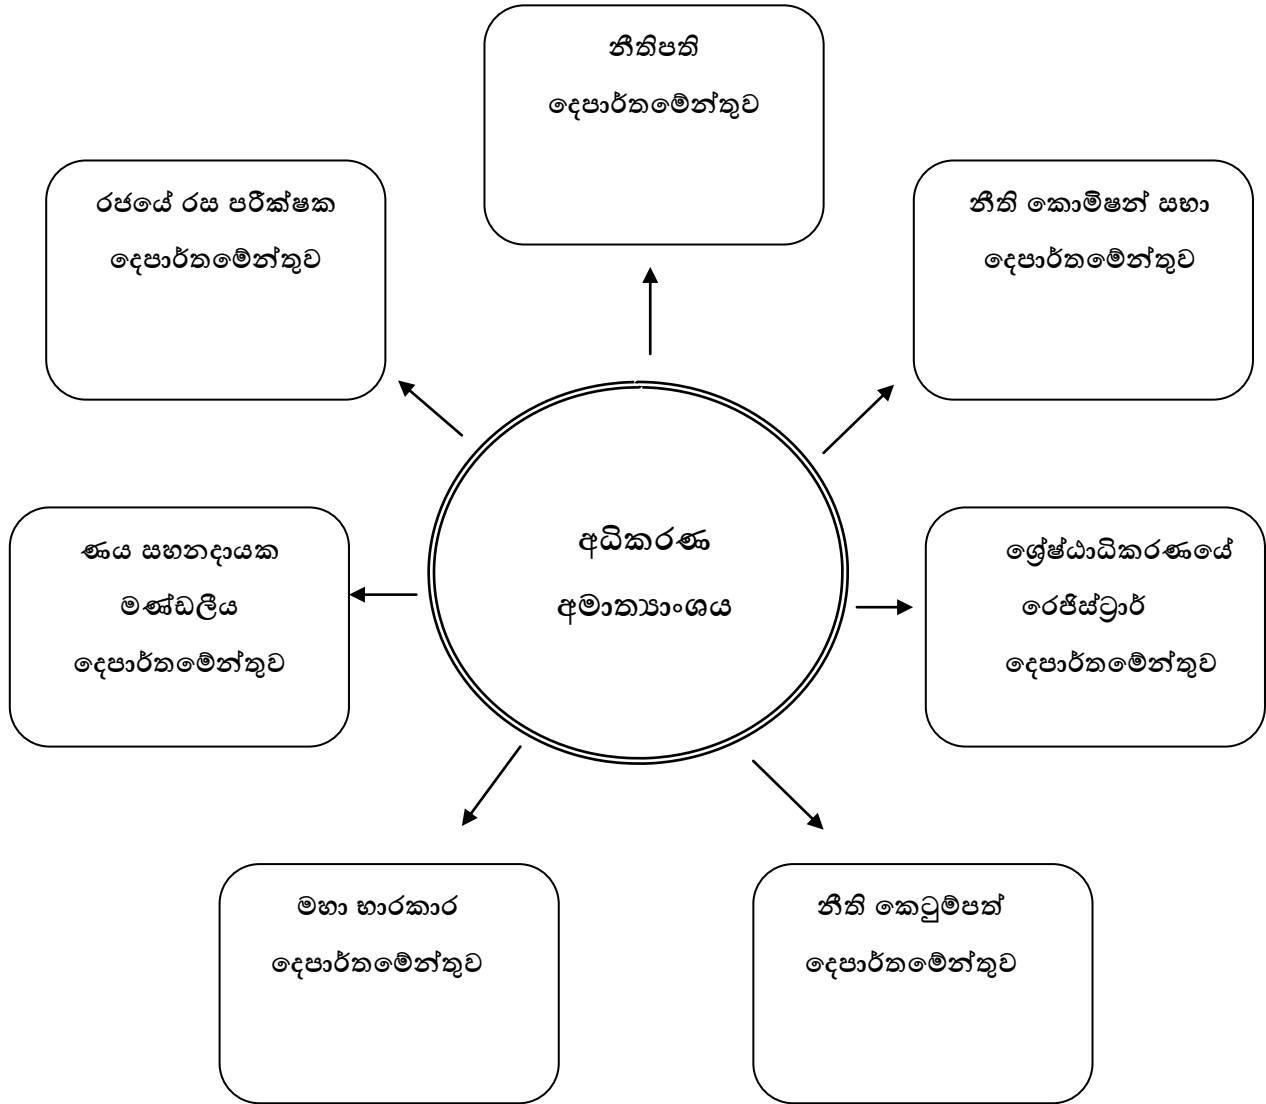 නීතිපති
දෙපාර්තමේන්තුව
රජයේ රස පරීක්ෂක
දෙපාර්තමේන්තුව
නීති කොමිෂන් සභා
දෙපාර්තමේන්තුව
අධිකරණ
අමාත්‍යාංශය
ණය සහනදායක
මණ්ඩලීය
දෙපාර්තමේන්තුව
ශ්‍රේෂ්ඨාධිකරණයේ
රෙජිස්ට්‍රාර්
දෙපාර්තමේන්තුව
මහා භාරකාර
දෙපාර්තමේන්තුව
නීති කෙටුම්පත්
දෙපාර්තමේන්තුව